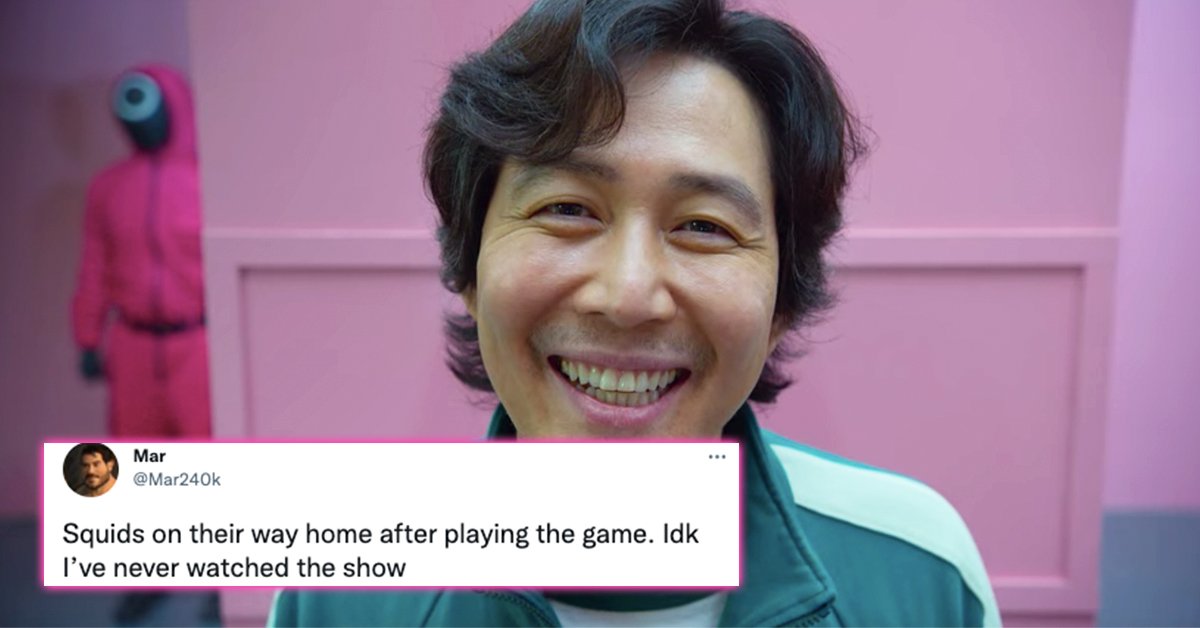 Mar
@Mar240k
Squids on their way home after playing the game. Idk
I've never watched the show